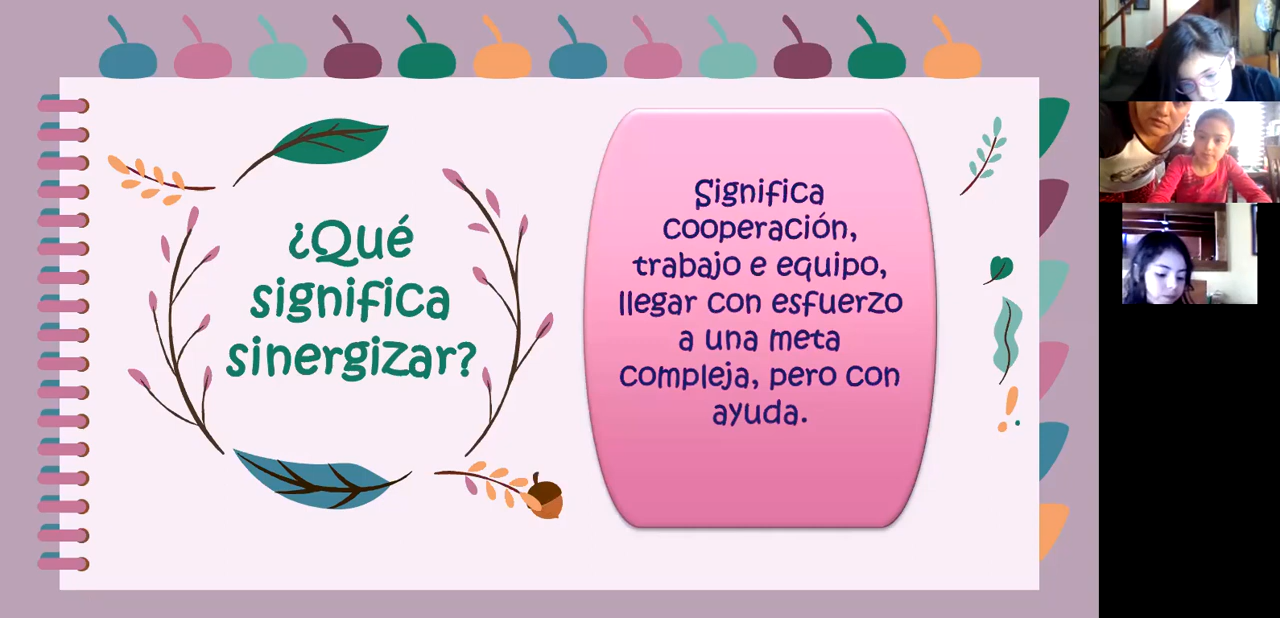 ¿Qué
significa
sinergizar?
Significa
cooperación,
trabajo e equipo,
llegar con esfuerzo
a una meta
compleja, pero con
ayuda.